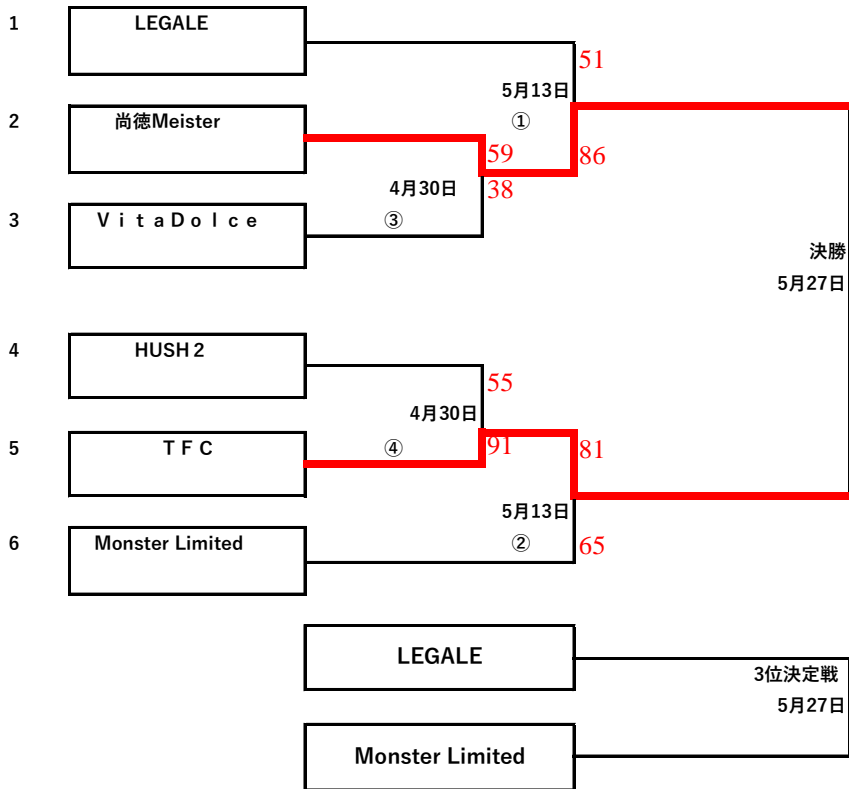 1 LEGALE
51
5月13日
2 尚徳Meister ①
59 86
4月30日 38
3 ＶｉｔａＤｏｌｃｅ ③
決勝
5月27日
4 HUSH２
55
4月30日
5 ＴＦＣ ④ 91 81
5月13日
6 Monster Limited ② 65
LEGALE
3位決定戦
5月27日
Monster Limited